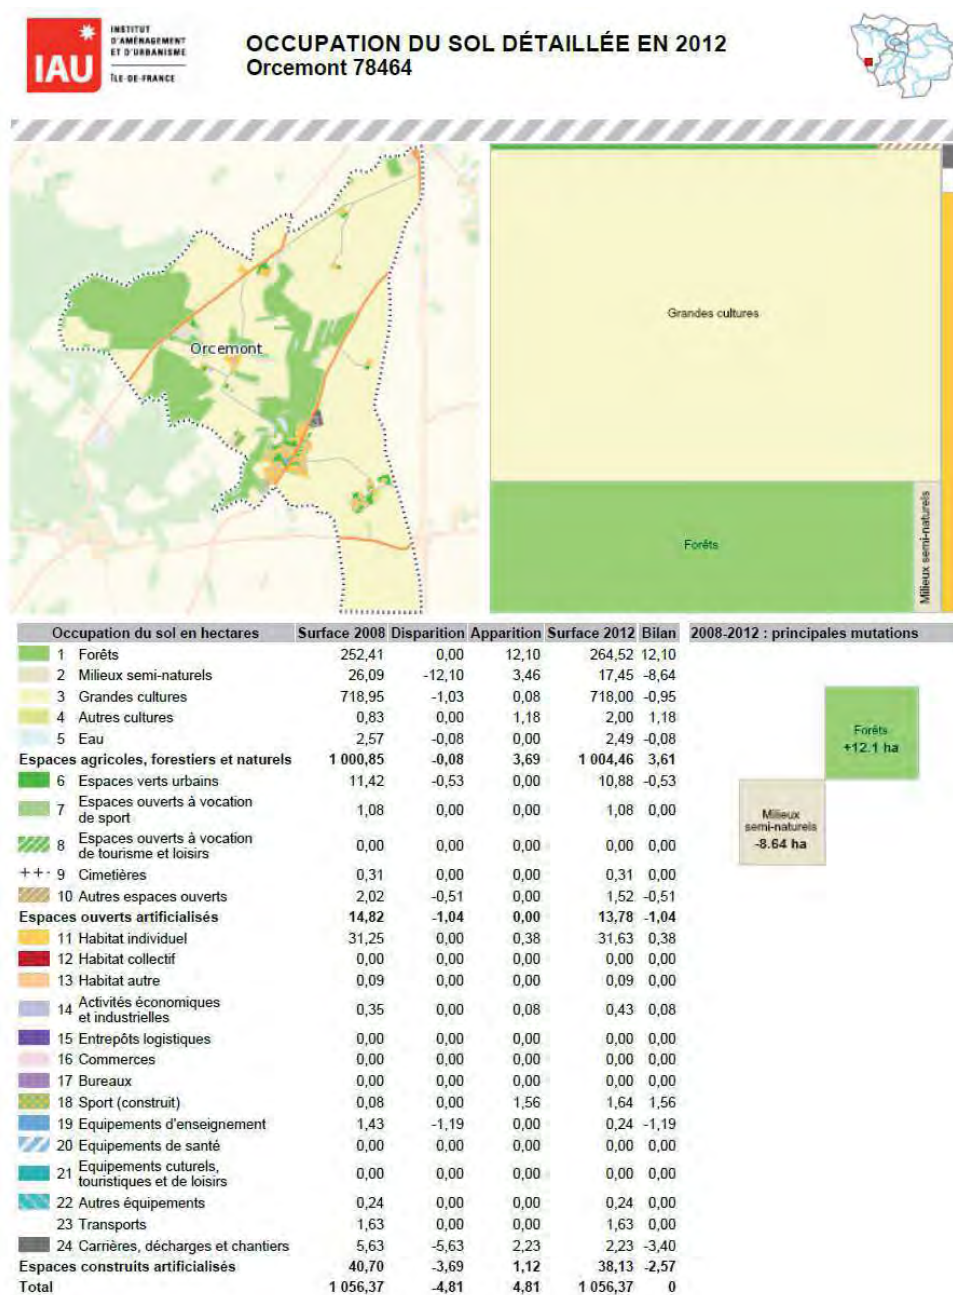 INSTITUT
D'AMÉNAGEMENT
ET D'URBANISME
IAU
ÎLE-DE-FRANCE
OCCUPATION DU SOL DÉTAILLÉE EN 2012
Orcemont 78464
Orcemont
Grandes cultures
Forêts
Milieux semi-naturels
Occupation du sol en hectares Surface 2008 Disparition Apparition Surface 2012 Bilan
1 Forêts 252,41 0,00 12,10 264,52 12,10
2 Milieux semi-naturels 26,09 -12,10 3,46 17,45 -8,64
3 Grandes cultures 718,95 -1,03 0,08 718,00 -0,95
4 Autres cultures 0,83 0,00 1,18 2,00 1,18
5 Eau 2,57 -0,08 0,00 2,49 -0,08
Espaces agricoles, forestiers et naturels 1 000,85 -0,08 3,69 1 004,46 3,61
6 Espaces verts urbains 11,42 -0,53 0,00 10,88 -0,53
7 Espaces ouverts à vocation
de sport 1,08 0,00 0,00 1,08 0,00
8 Espaces ouverts à vocation
de tourisme et loisirs 0,00 0,00 0,00 0,00 0,00
9 Cimetières 0,31 0,00 0,00 0,31 0,00
10 Autres espaces ouverts 2,02 -0,51 0,00 1,52 -0,51
Espaces ouverts artificialisés 14,82 -1,04 0,00 13,78 -1,04
11 Habitat individuel 31,25 0,00 0,38 31,63 0,38
12 Habitat collectif 0,00 0,00 0,00 0,00 0,00
13 Habitat autre 0,09 0,00 0,00 0,09 0,00
14 Activités économiques
et industrielles 0,35 0,00 0,08 0,43 0,08
15 Entrepôts logistiques 0,00 0,00 0,00 0,00 0,00
16 Commerces 0,00 0,00 0,00 0,00 0,00
17 Bureaux 0,00 0,00 0,00 0,00 0,00
18 Sport (construit) 0,08 0,00 1,56 1,64 1,56
19 Equipements d'enseignement 1,43 -1,19 0,00 0,24 -1,19
20 Equipements de santé 0,00 0,00 0,00 0,00 0,00
21 Equipements cuturels,
touristiques et de loisirs 0,00 0,00 0,00 0,00 0,00
22 Autres équipements 0,24 0,00 0,00 0,24 0,00
23 Transports 1,63 0,00 0,00 1,63 0,00
24 Carrières, décharges et chantiers 5,63 -5,63 2,23 2,23 -3,40
Espaces construits artificialisés 40,70 -3,69 1,12 38,13 -2,57
Total 1 056,37 -4,81 4,81 1 056,37 0
2008-2012 : principales mutations
Forêts
+12.1 ha
Milieux
semi-naturels
-8.64 ha